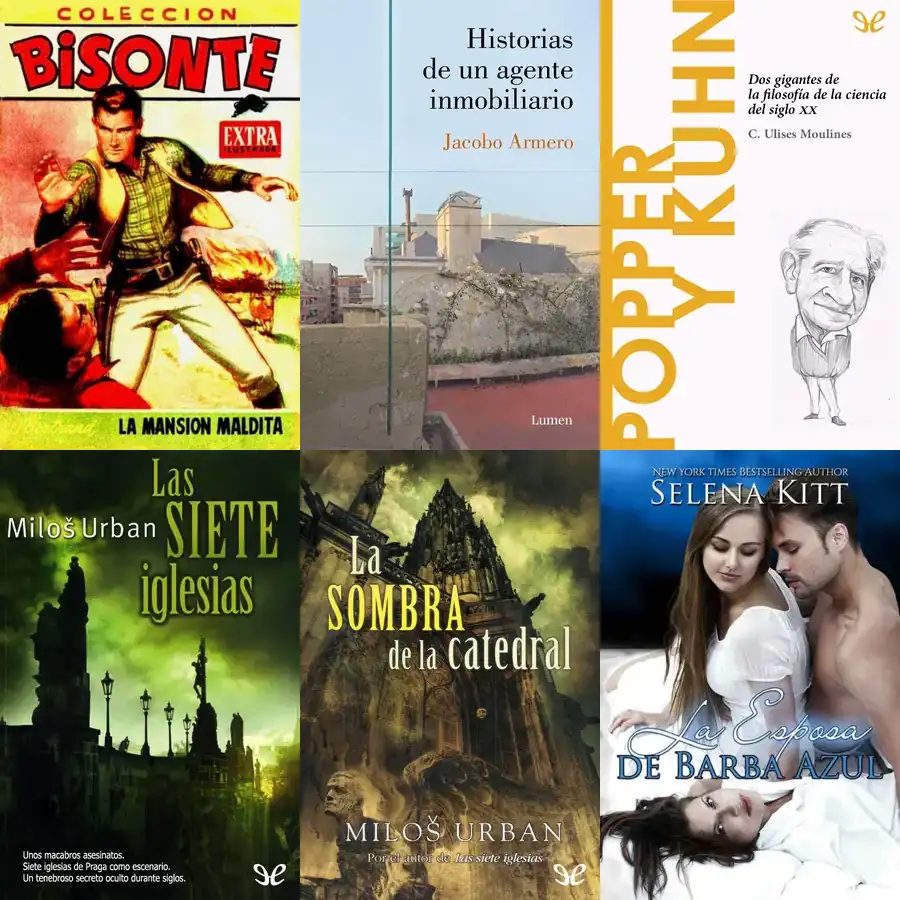 COLECCION
BISONTE
EXTRA
ILUSTRADA
LA MANSION MALDITA
Historias
de un agente
inmobiliario
Jacobo Armero
Lumen
POPPER
Y KUHN
Dos gigantes de
la filosofía de la ciencia
del siglo XX
C. Ulises Moulines
Las
SIETE
iglesias
Miloš Urban
Unos macabros asesinatos.
Siete iglesias de Praga como escenario.
Un tenebroso secreto oculto durante siglos.
La
SOMBRA
de la catedral
MILOŠ URBAN
Por el autor de Las siete iglesias
NEW YORK TIMES BESTSELLING AUTHOR
SELENA KITT
La Esposa
DE BARBA AZUL